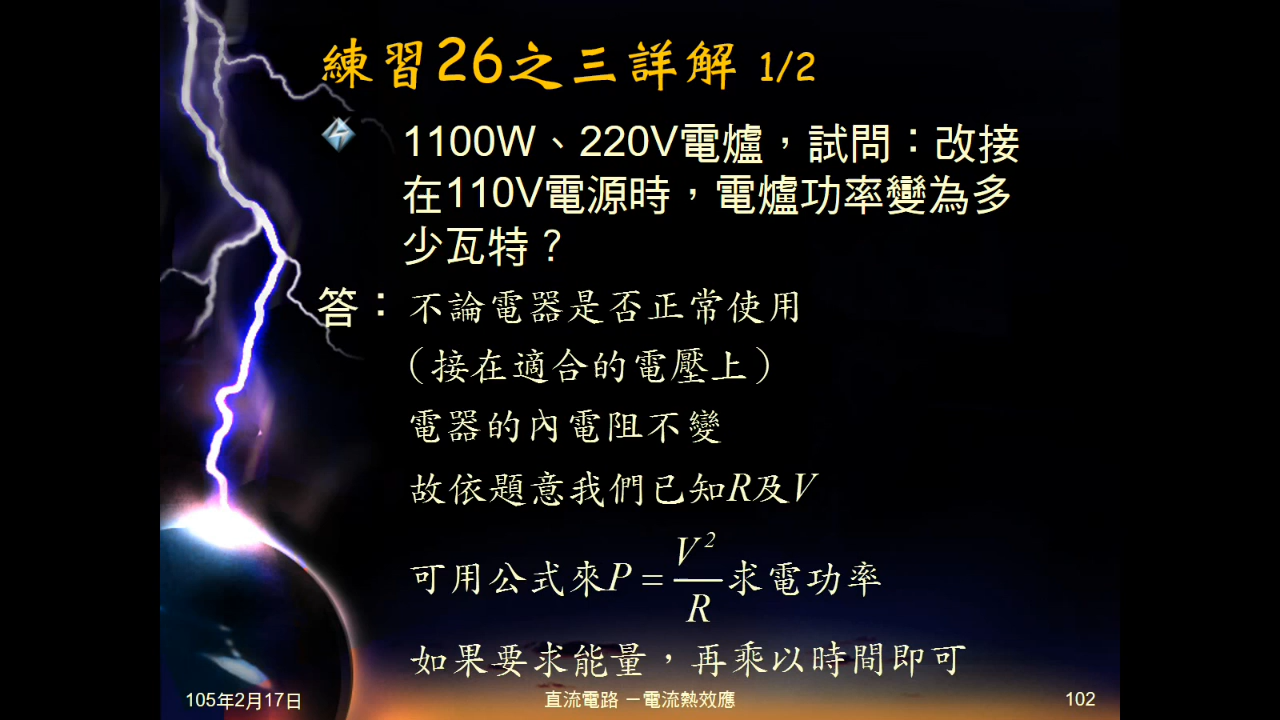 練習26之三詳解 1/2
1100W、220V電爐，試問：改接
在110V電源時，電爐功率變為多
少瓦特？
答：不論電器是否正常使用
（接在適合的電壓上）
電器的內電阻不變
故依題意我們已知R及V
可用公式來P = V²/R 求電功率
如果要求能量，再乘以時間即可
105年2月17日
直流電路 －電流熱效應
102